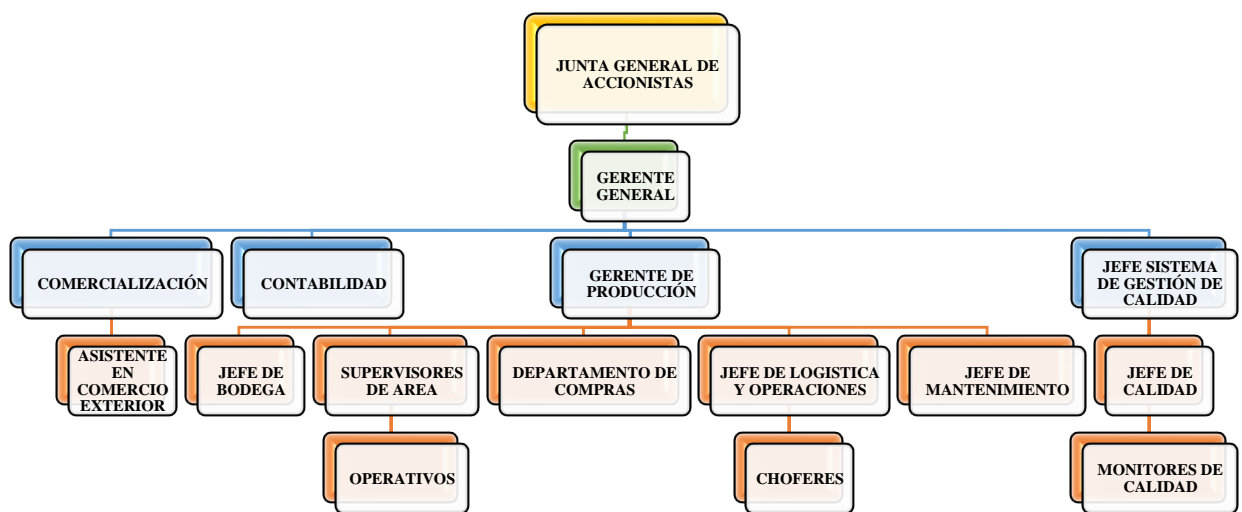 JUNTA GENERAL DE
ACCIONISTAS
GERENTE
GENERAL
COMERCIALIZACIÓN
CONTABILIDAD
GERENTE DE
PRODUCCIÓN
JEFE SISTEMA
DE GESTIÓN DE
CALIDAD
ASISTENTE
EN
COMERCIO
EXTERIOR
JEFE DE
BODEGA
SUPERVISORES
DE AREA
DEPARTAMENTO DE
COMPRAS
JEFE DE LOGISTICA
Y OPERACIONES
JEFE DE
MANTENIMIENTO
JEFE DE
CALIDAD
OPERATIVOS
CHOFERES
MONITORES DE
CALIDAD